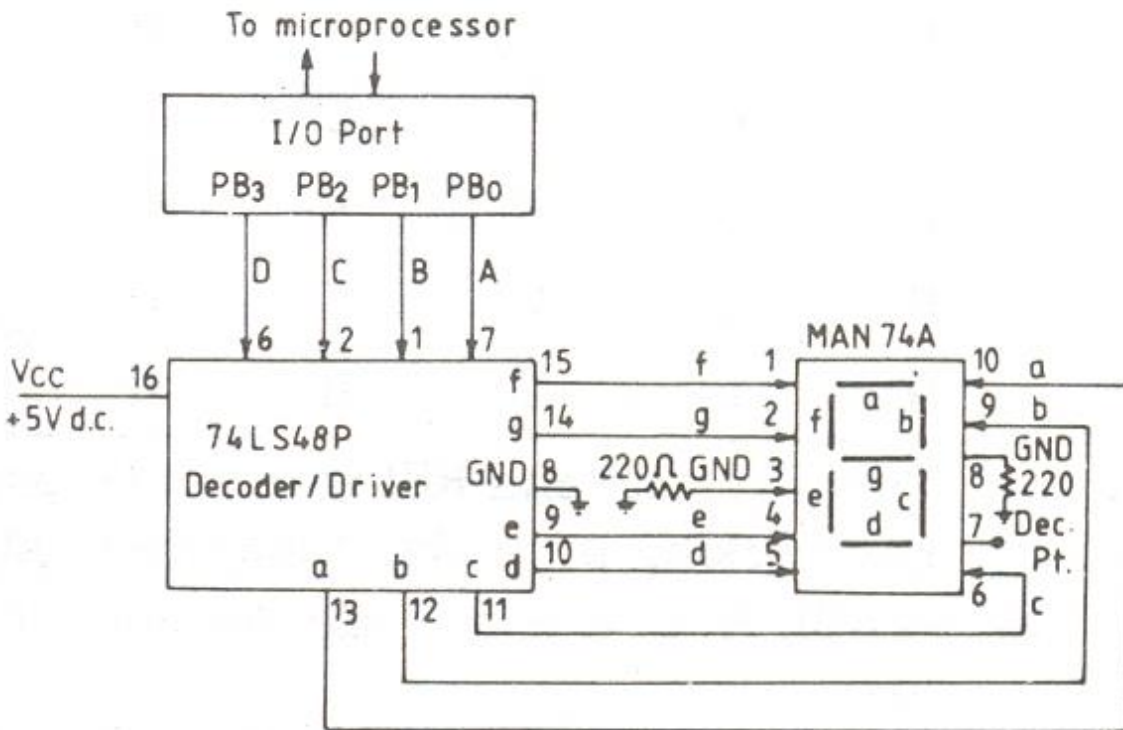 To microprocessor
I/O Port
PB3 PB2 PB1 PB0
D C B A
6 2 1 7
MAN 74A
VCC 16
+5V d.c.
74LS48P
Decoder/Driver
f 15 f 1
g 14 g 2
GND 8 220Ω GND 3
e 9 e 4
d 10 d 5
a b c
13 12 11
a
f b
g
e c
d
10 a
9 b
GND
8 220
7 Dec.
Pt.
6 c